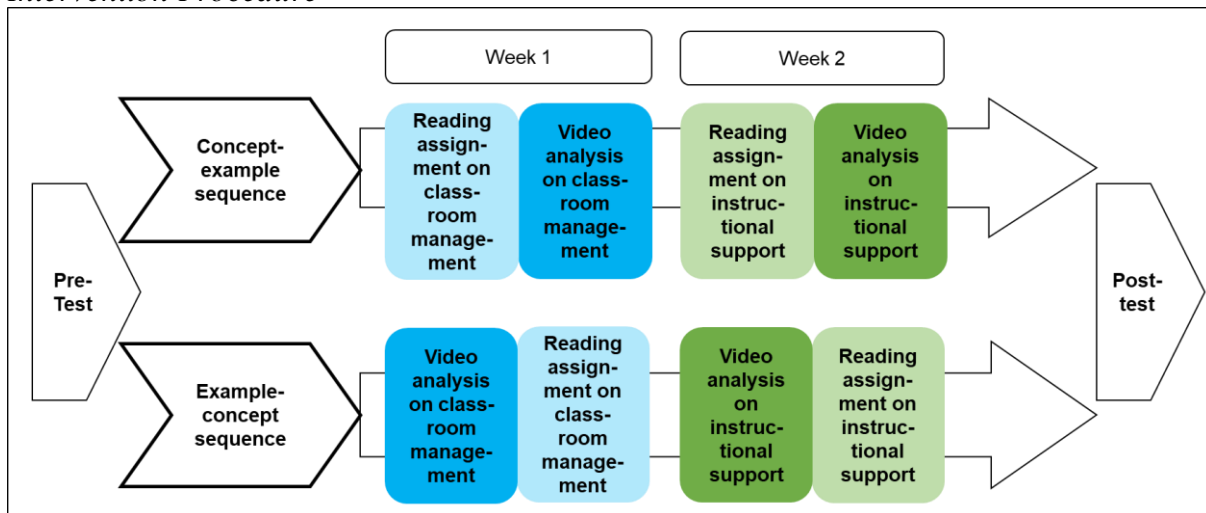 Intervention Procedure
Week 1
Week 2
Pre-
Test
Concept-
example
sequence
Reading
assign-
ment on
class-
room
manage-
ment
Video
analysis
on class-
room
manage-
ment
Reading
assign-
ment on
instruc-
tional
support
Video
analysis
on
instruc-
tional
support
Example-
concept
sequence
Video
analysis
on class-
room
manage-
ment
Reading
assign-
ment on
class-
room
manage-
ment
Video
analysis
on
instruc-
tional
support
Reading
assign-
ment on
instruc-
tional
support
Post-
test